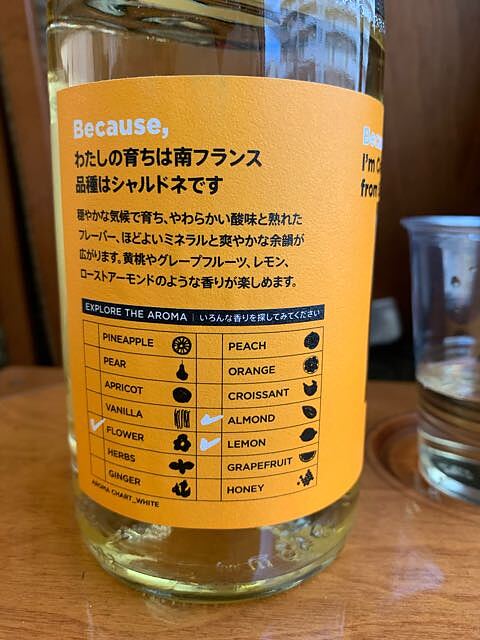 Because,
わたしの育ちは南フランス
品種はシャルドネです
穏やかな気候で育ち、やわらかい酸味と熟れた
フレーバー、ほどよいミネラルと爽やかな余韻が
広がります。黄桃やグレープフルーツ、レモン、
ローストアーモンドのような香りが楽しめます。
EXPLORE THE AROMA | いろんな香りを探してみてください
PINEAPPLE
PEAR
APRICOT
VANILLA
FLOWER
HERBS
GINGER
PEACH
ORANGE
CROISSANT
ALMOND
LEMON
GRAPEFRUIT
HONEY
AROMA CHART_WHITE
I'm
from